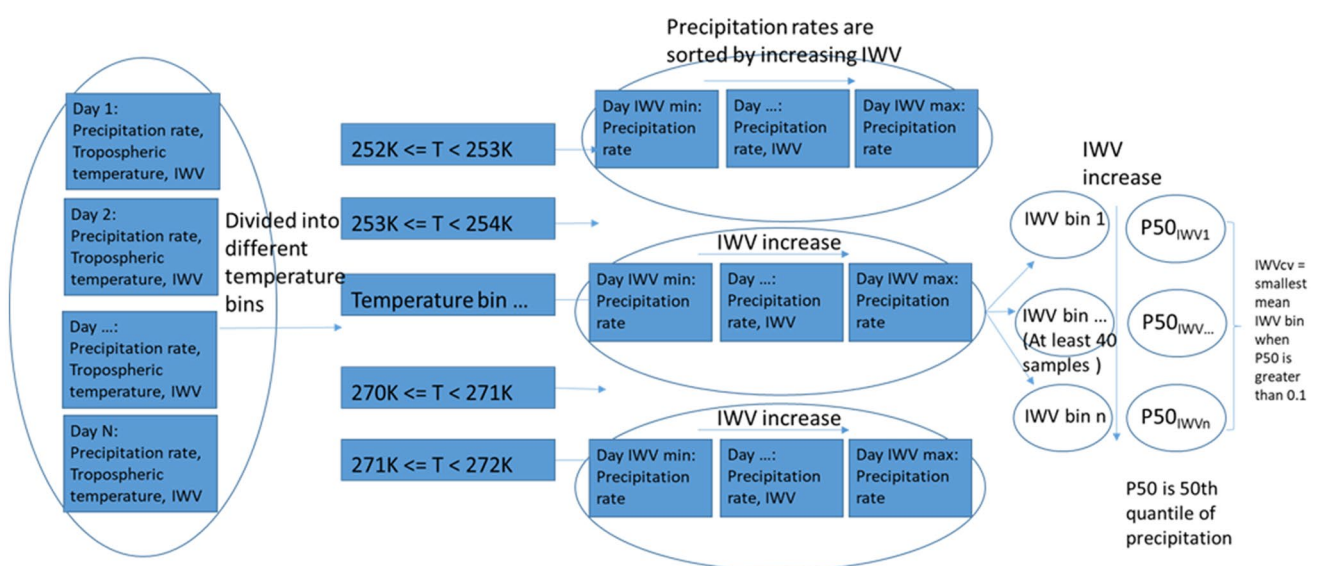 Day 1:
Precipitation rate,
Tropospheric
temperature, IWV
Day 2:
Precipitation rate,
Tropospheric
temperature, IWV
Day ...:
Precipitation rate,
Tropospheric
temperature, IWV
Day N:
Precipitation rate,
Tropospheric
temperature, IWV
Divided into
different
temperature
bins
252K <= T < 253K
253K <= T < 254K
Temperature bin ...
270K <= T < 271K
271K <= T < 272K
Precipitation rates are
sorted by increasing IWV
Day IWV min:
Precipitation
rate
Day ...:
Precipitation
rate, IWV
Day IWV max:
Precipitation
rate
IWV increase
Day IWV min:
Precipitation
rate
Day ...:
Precipitation
rate, IWV
Day IWV max:
Precipitation
rate
IWV increase
Day IWV min:
Precipitation
rate
Day ...:
Precipitation
rate, IWV
Day IWV max:
Precipitation
rate
IWV
increase
IWV bin 1
IWV bin ...
(At least 40
samples )
IWV bin n
P50IWV1
P50IWV...
P50IWVn
IWVcv =
smallest
mean
IWV bin
when
P50 is
greater
than 0.1
P50 is 50th
quantile of
precipitation